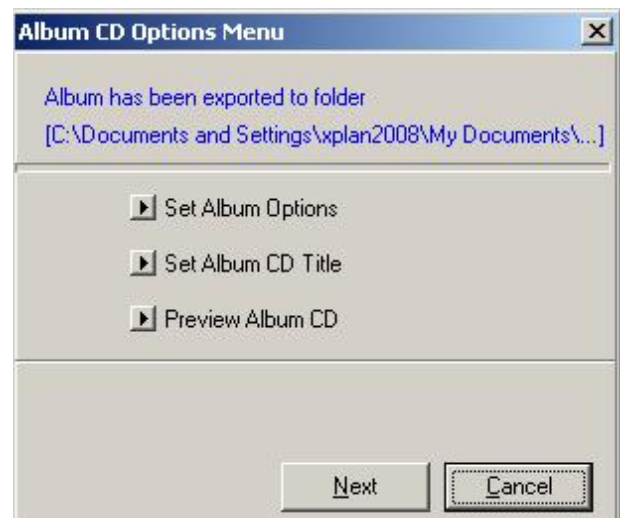 Album CD Options Menu
Album has been exported to folder
[C:\Documents and Settings\xplan2008\My Documents\...]
Set Album Options
Set Album CD Title
Preview Album CD
Next
Cancel